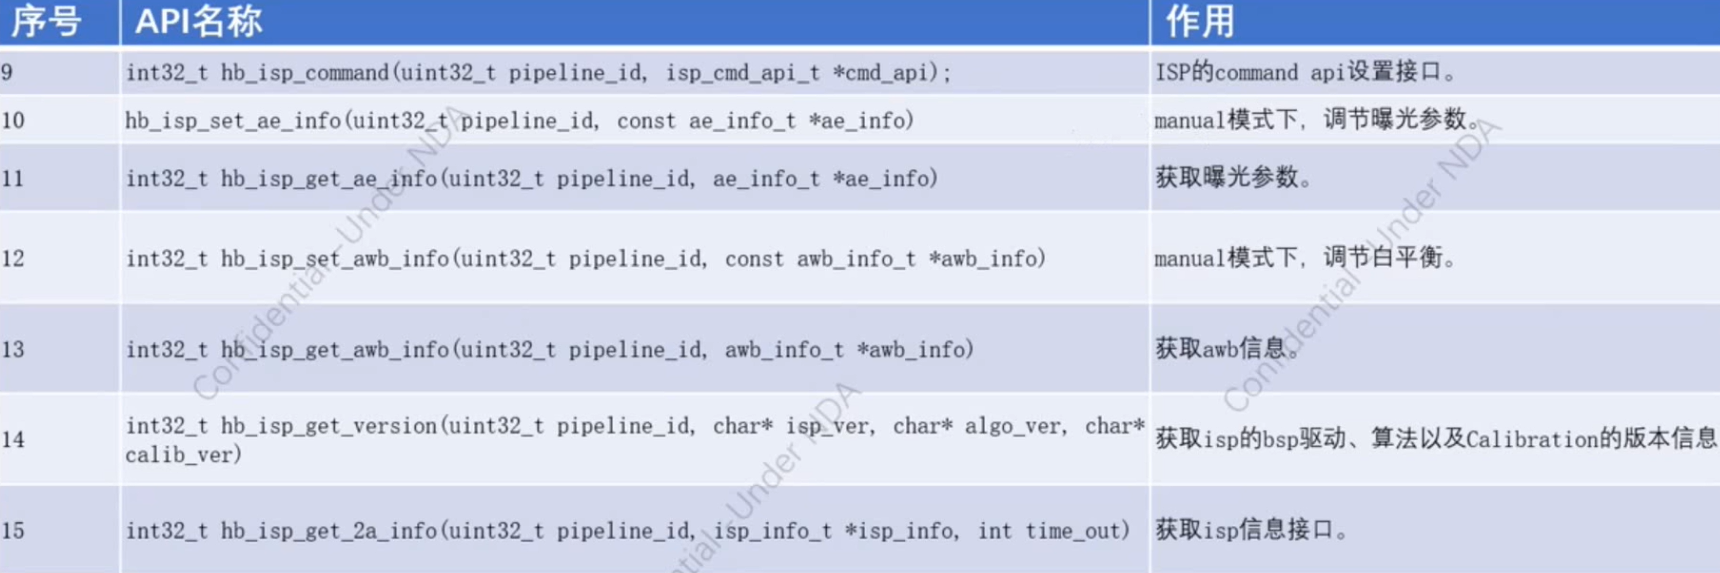 序号 API名称 作用
9 int32_t hb_isp_command(uint32_t pipeline_id, isp_cmd_api_t *cmd_api); ISP的command api设置接口。
10 hb_isp_set_ae_info(uint32_t pipeline_id, const ae_info_t *ae_info) manual模式下, 调节曝光参数。
11 int32_t hb_isp_get_ae_info(uint32_t pipeline_id, ae_info_t *ae_info) 获取曝光参数。
12 int32_t hb_isp_set_awb_info(uint32_t pipeline_id, const awb_info_t *awb_info) manual模式下, 调节白平衡。
13 int32_t hb_isp_get_awb_info(uint32_t pipeline_id, awb_info_t *awb_info) 获取awb信息。
14 int32_t hb_isp_get_version(uint32_t pipeline_id, char* isp_ver, char* algo_ver, char* 获取isp的bsp驱动、算法以及Calibration的版本信息
calib_ver)
15 int32_t hb_isp_get_2a_info(uint32_t pipeline_id, isp_info_t *isp_info, int time_out) 获取isp信息接口。
Confidential-Under NDA
Confidential-Under NDA
Under NDA